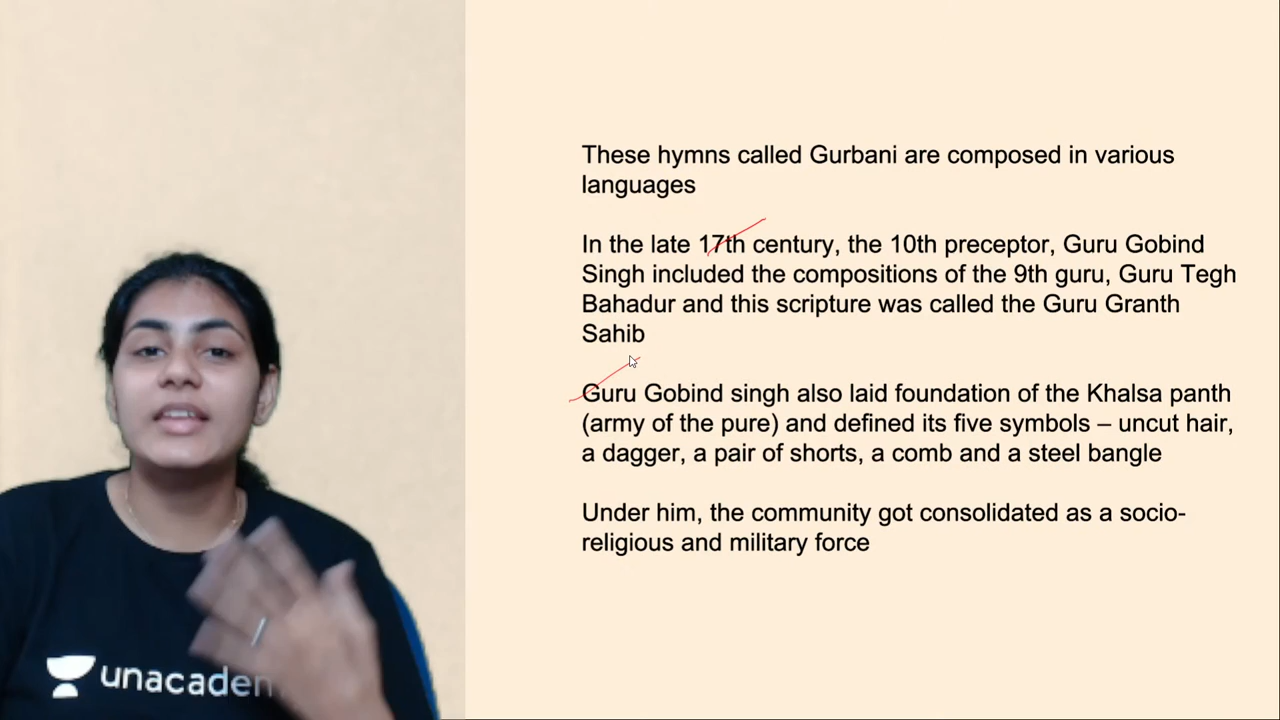 These hymns called Gurbani are composed in various
languages
In the late 17th century, the 10th preceptor, Guru Gobind
Singh included the compositions of the 9th guru, Guru Tegh
Bahadur and this scripture was called the Guru Granth
Sahib
Guru Gobind singh also laid foundation of the Khalsa panth
(army of the pure) and defined its five symbols – uncut hair,
a dagger, a pair of shorts, a comb and a steel bangle
Under him, the community got consolidated as a socio-
religious and military force
unacadem